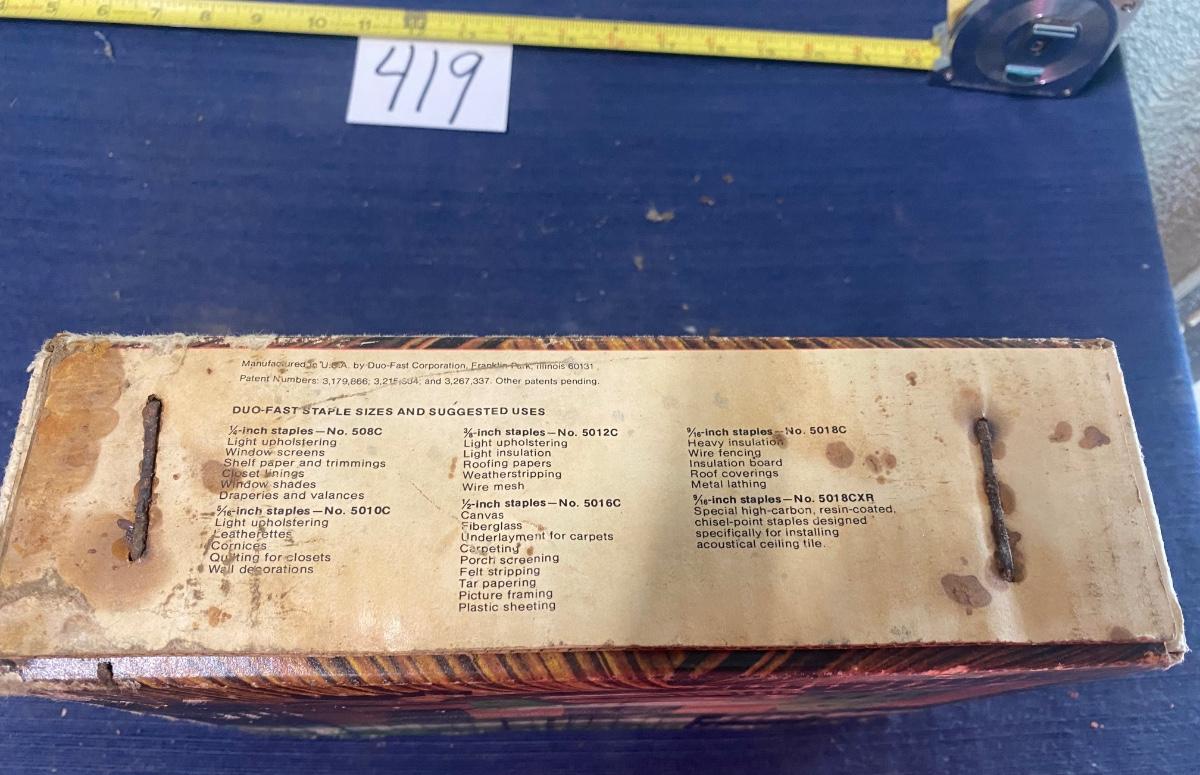 5 6 7 8 9 10 11
419
Manufactured in U.S.A. by Duo-Fast Corporation, Franklin Park, Illinois 60131
Patent Numbers: 3,179,866; and 3,267,337. Other patents pending.
DUO-FAST STAPLE SIZES AND SUGGESTED USES
¼-inch staples—No. 508C
Light upholstering
Window screens
Shelf paper and trimmings
Closet linings
Window shades
Draperies and valances
5/16-inch staples—No. 5010C
Light upholstering
Leatherettes
Cornices
Quilting for closets
Wall decorations
⅜-inch staples—No. 5012C
Light upholstering
Light insulation
Roofing papers
Weatherstripping
Wire mesh
½-inch staples—No. 5016C
Canvas
Fiberglass
Underlayment for carpets
Carpeting
Porch screening
Felt stripping
Tar papering
Picture framing
Plastic sheeting
9/16-inch staples—No. 5018C
Heavy insulation
Wire fencing
Insulation board
Roof coverings
Metal lathing
9/16-inch staples—No. 5018CXR
Special high-carbon, resin-coated,
chisel-point staples designed
specifically for installing
acoustical ceiling tile.